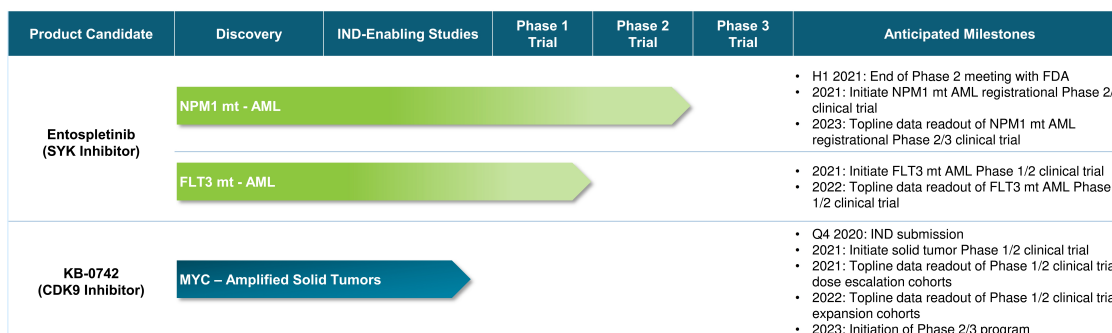 Product Candidate
Discovery
IND-Enabling Studies
Phase 1
Trial
Phase 2
Trial
Phase 3
Trial
Anticipated Milestones
Entospletinib
(SYK Inhibitor)
NPM1 mt - AML
• H1 2021: End of Phase 2 meeting with FDA
• 2021: Initiate NPM1 mt AML registrational Phase
clinical trial
• 2023: Topline data readout of NPM1 mt AML
registrational Phase 2/3 clinical trial
FLT3 mt - AML
• 2021: Initiate FLT3 mt AML Phase 1/2 clinical trial
• 2022: Topline data readout of FLT3 mt AML Phase
1/2 clinical trial
KB-0742
(CDK9 Inhibitor)
MYC – Amplified Solid Tumors
• Q4 2020: IND submission
• 2021: Initiate solid tumor Phase 1/2 clinical trial
• 2021: Topline data readout of Phase 1/2 clinical
dose escalation cohorts
• 2022: Topline data readout of Phase 1/2 clinical
expansion cohorts
• 2023: Initiation of Phase 2/3 program